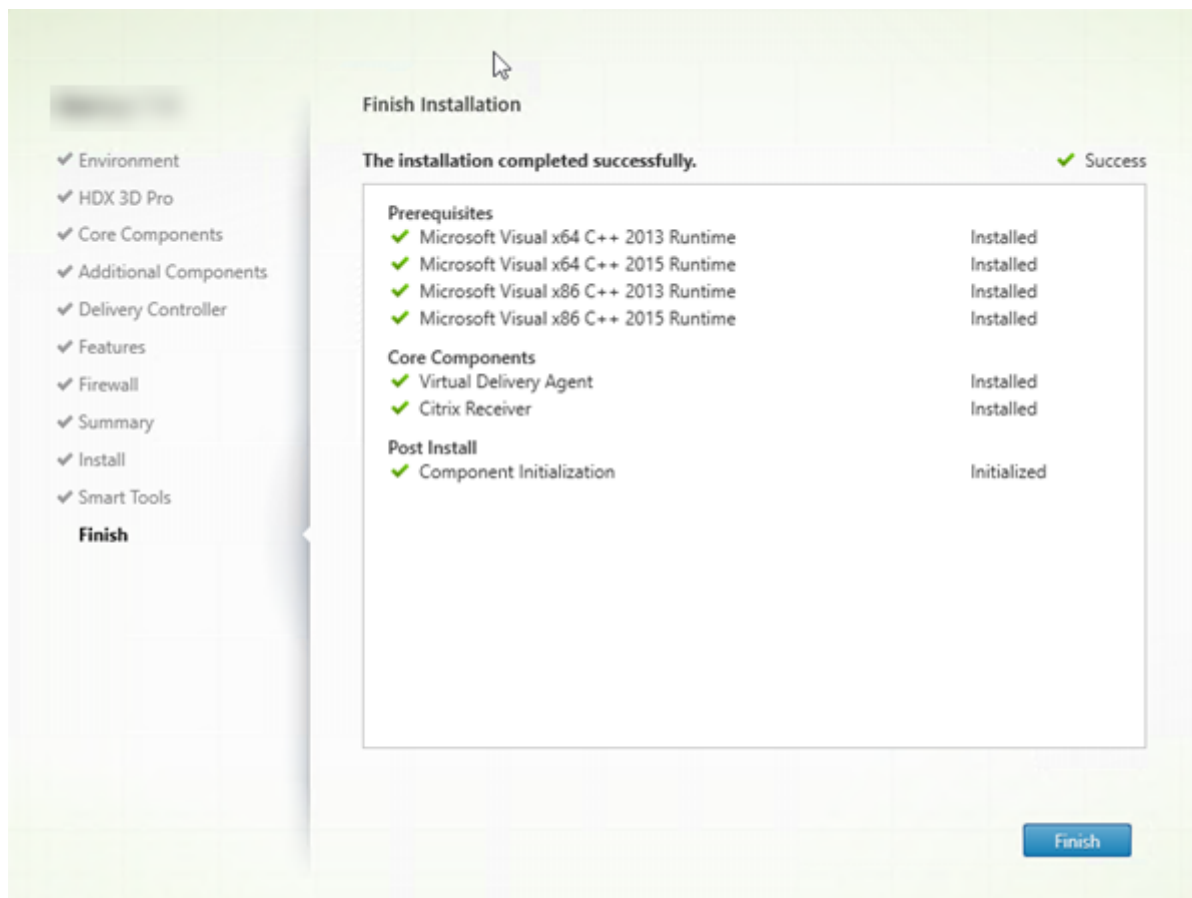 Environment
HDX 3D Pro
Core Components
Additional Components
Delivery Controller
Features
Firewall
Summary
Install
Smart Tools
Finish
Finish Installation
The installation completed successfully.
Success
Prerequisites
Microsoft Visual x64 C++ 2013 Runtime Installed
Microsoft Visual x64 C++ 2015 Runtime Installed
Microsoft Visual x86 C++ 2013 Runtime Installed
Microsoft Visual x86 C++ 2015 Runtime Installed
Core Components
Virtual Delivery Agent Installed
Citrix Receiver Installed
Post Install
Component Initialization Initialized
Finish